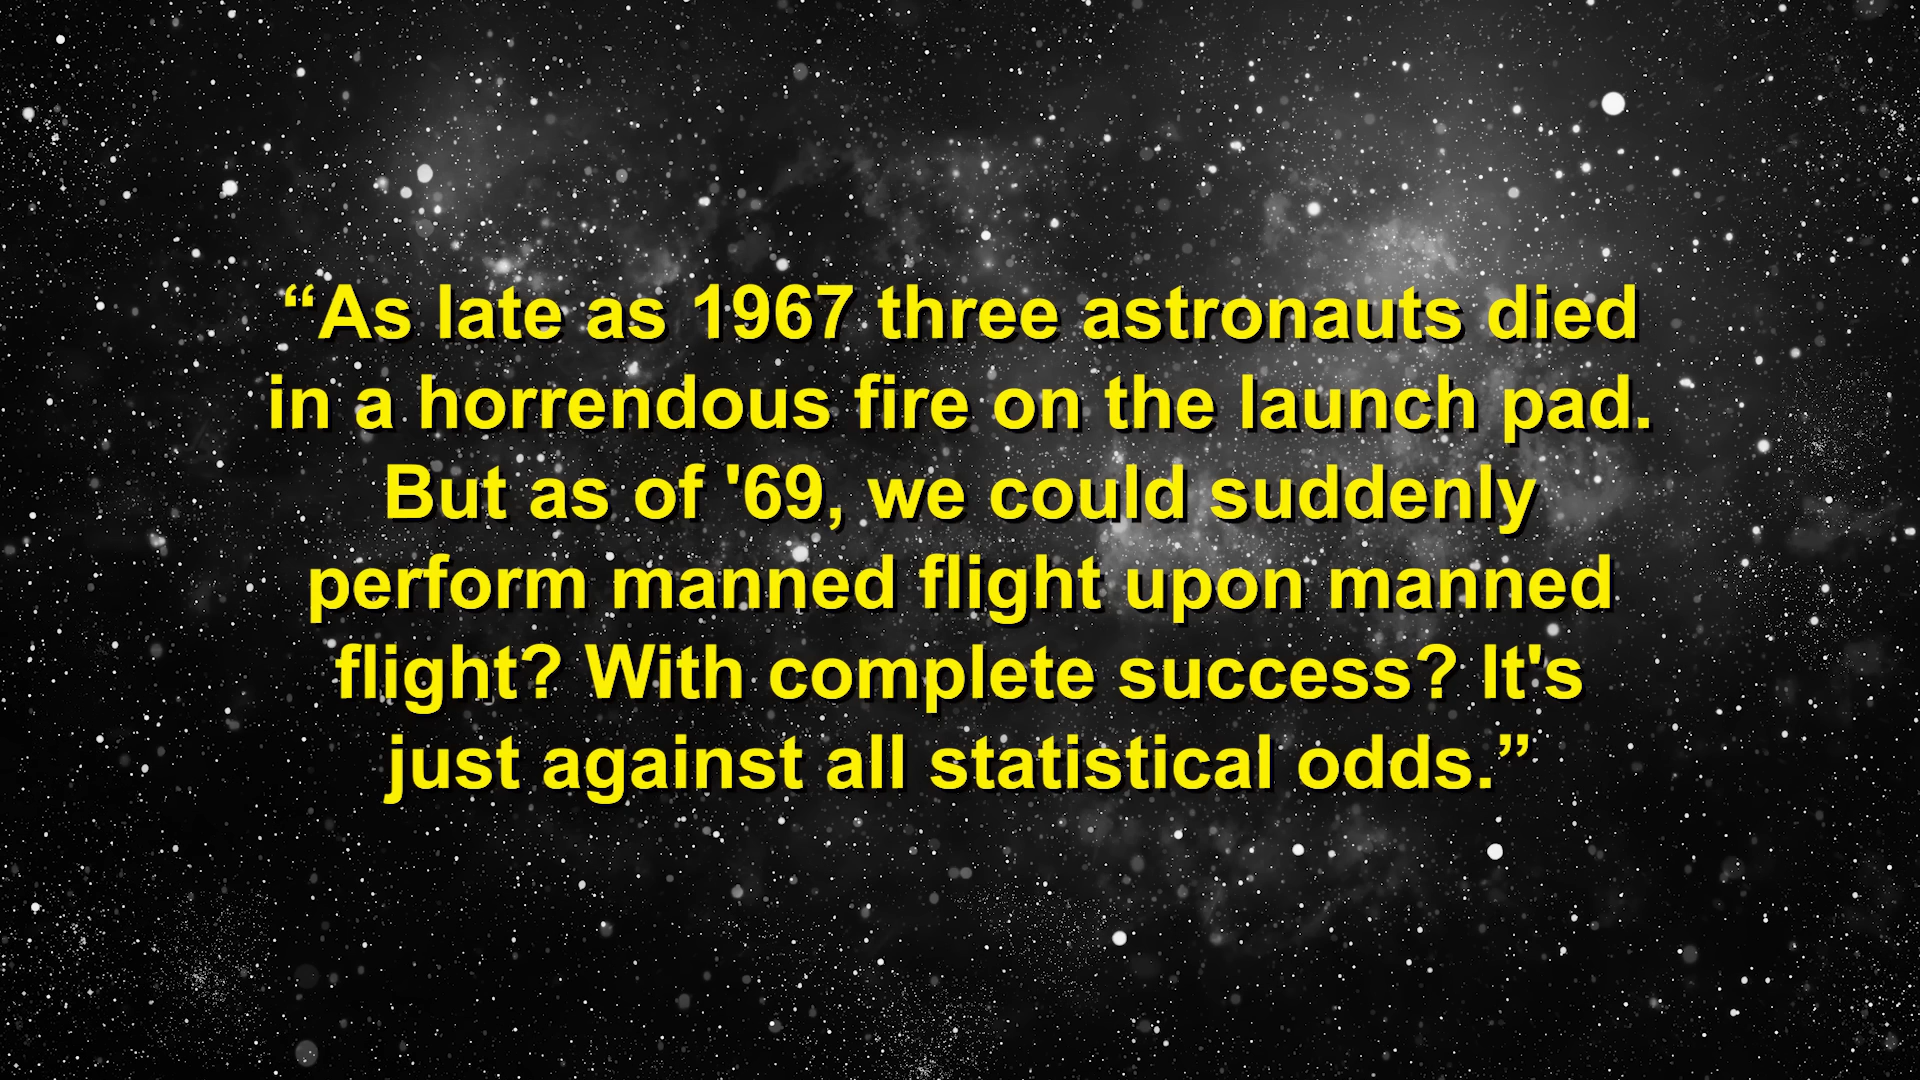 “As late as 1967 three astronauts died
in a horrendous fire on the launch pad.
But as of '69, we could suddenly
perform manned flight upon manned
flight? With complete success? It's
just against all statistical odds.”